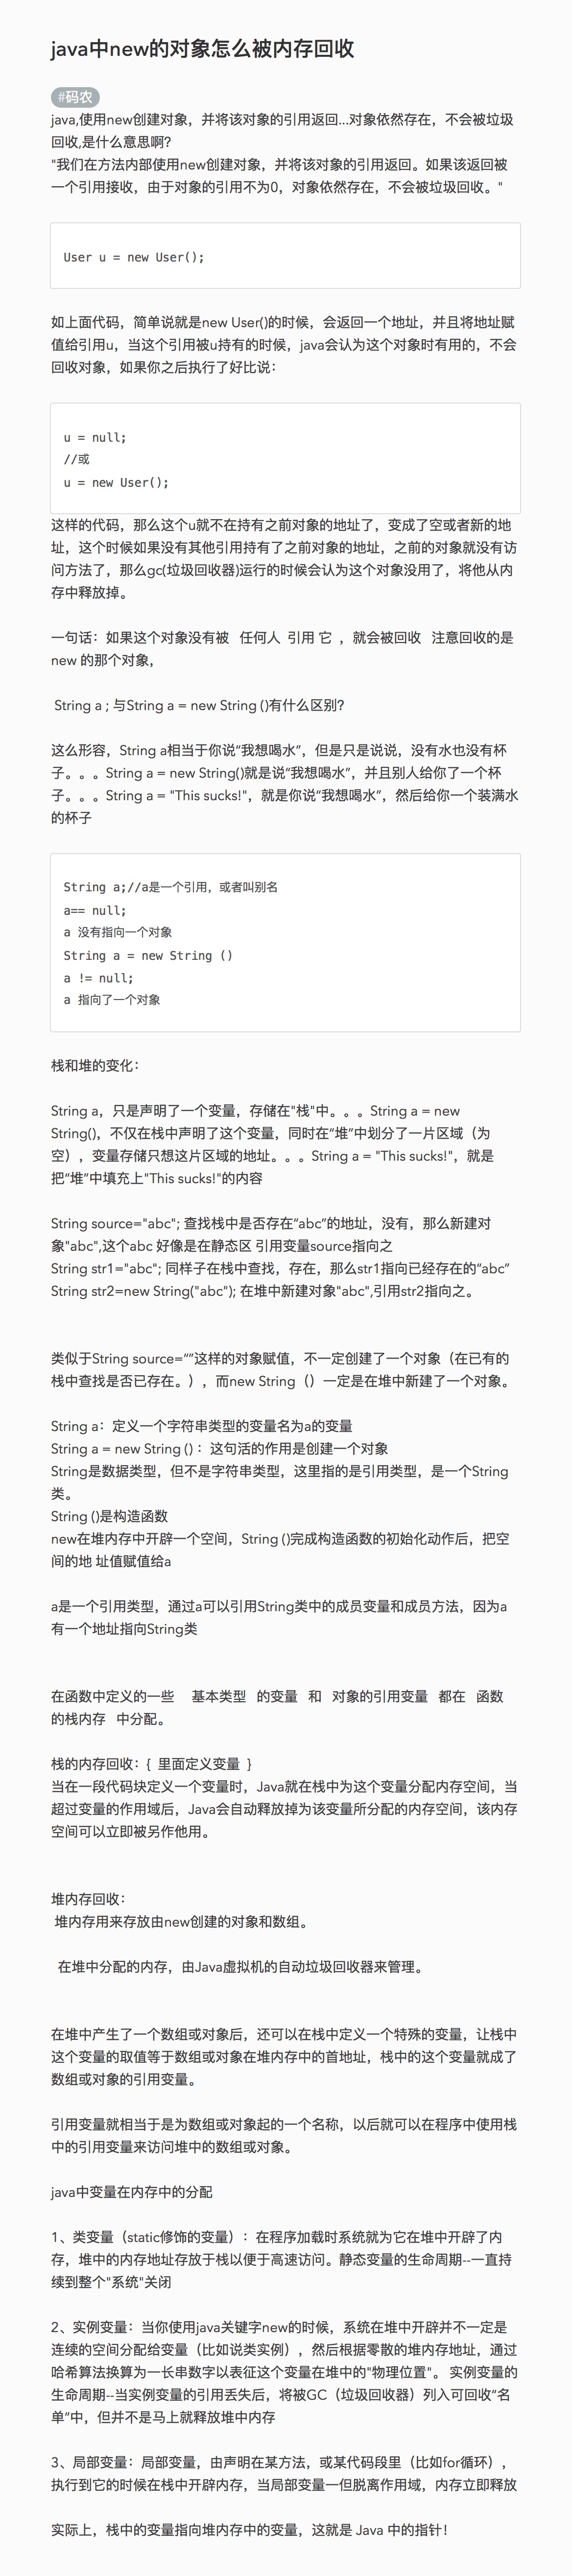 java中new的对象怎么被内存回收
#码农
java,使用new创建对象，并将该对象的引用返回...对象依然存在，不会被垃圾
回收,是什么意思啊?
"我们在方法内部使用new创建对象，并将该对象的引用返回。如果该返回被
一个引用接收，由于对象的引用不为0，对象依然存在，不会被垃圾回收。"
User u = new User();
如上面代码，简单说就是new User()的时候，会返回一个地址，并且将地址赋
值给引用u，当这个引用被u持有的时候，java会认为这个对象时有用的，不会
回收对象，如果你之后执行了好比说：
u = null;
//或
u = new User();
这样的代码，那么这个u就不在持有之前对象的地址了，变成了空或者新的地
址，这个时候如果没有其他引用持有了之前对象的地址，之前的对象就没有访
问方法了，那么gc(垃圾回收器)运行的时候会认为这个对象没用了，将他从内
存中释放掉。
一句话：如果这个对象没有被 任何人 引用 它 ，就会被回收 注意回收的是
new 的那个对象，
String a ; 与String a = new String ()有什么区别?
这么形容，String a相当于你说“我想喝水”，但是只是说说，没有水也没有杯
子。。。String a = new String()就是说“我想喝水”，并且别人给你了一个杯
子。。。String a = "This sucks!"，就是你说“我想喝水”，然后给你一个装满水
的杯子
String a;//a是一个引用，或者叫别名
a== null;
a 没有指向一个对象
String a = new String ()
a != null;
a 指向了一个对象
栈和堆的变化：
String a，只是声明了一个变量，存储在"栈"中。。。String a = new
String()，不仅在栈中声明了这个变量，同时在“堆”中划分了一片区域（为
空），变量存储只想这片区域的地址。。。String a = "This sucks!"，就是
把“堆”中填充上"This sucks!"的内容
String source="abc"; 查找栈中是否存在“abc”的地址，没有，那么新建对
象"abc",这个abc 好像是在静态区 引用变量source指向之
String str1="abc"; 同样子在栈中查找，存在，那么str1指向已经存在的“abc”
String str2=new String("abc"); 在堆中新建对象"abc",引用str2指向之。
类似于String source=“”这样的对象赋值，不一定创建了一个对象（在已有的
栈中查找是否已存在。），而new String（）一定是在堆中新建了一个对象。
String a：定义一个字符串类型的变量名为a的变量
String a = new String ()：这句活的作用是创建一个对象
String是数据类型，但不是字符串类型，这里指的是引用类型，是一个String
类。
String ()是构造函数
new在堆内存中开辟一个空间，String ()完成构造函数的初始化动作后，把空
间的地 址值赋值给a
a是一个引用类型，通过a可以引用String类中的成员变量和成员方法，因为a
有一个地址指向String类
在函数中定义的一些 基本类型 的变量 和 对象的引用变量 都在 函数
的栈内存 中分配。
栈的内存回收：{ 里面定义变量 }
当在一段代码块定义一个变量时，Java就在栈中为这个变量分配内存空间，当
超过变量的作用域后，Java会自动释放掉为该变量所分配的内存空间，该内存
空间可以立即被另作他用。
堆内存回收：
堆内存用来存放由new创建的对象和数组。
在堆中分配的内存，由Java虚拟机的自动垃圾回收器来管理。
在堆中产生了一个数组或对象后，还可以在栈中定义一个特殊的变量，让栈中
这个变量的取值等于数组或对象在堆内存中的首地址，栈中的这个变量就成了
数组或对象的引用变量。
引用变量就相当于是为数组或对象起的一个名称，以后就可以在程序中使用栈
中的引用变量来访问堆中的数组或对象。
java中变量在内存中的分配
1、类变量（static修饰的变量）：在程序加载时系统就为它在堆中开辟了内
存，堆中的内存地址存放于栈以便于高速访问。静态变量的生命周期--一直持
续到整个"系统"关闭
2、实例变量：当你使用java关键字new的时候，系统在堆中开辟并不一定是
连续的空间分配给变量（比如说类实例），然后根据零散的堆内存地址，通过
哈希算法换算为一长串数字以表征这个变量在堆中的"物理位置"。 实例变量的
生命周期--当实例变量的引用丢失后，将被GC（垃圾回收器）列入可回收“名
单”中，但并不是马上就释放堆中内存
3、局部变量：局部变量，由声明在某方法，或某代码段里（比如for循环），
执行到它的时候在栈中开辟内存，当局部变量一但脱离作用域，内存立即释放
实际上，栈中的变量指向堆内存中的变量，这就是 Java 中的指针！